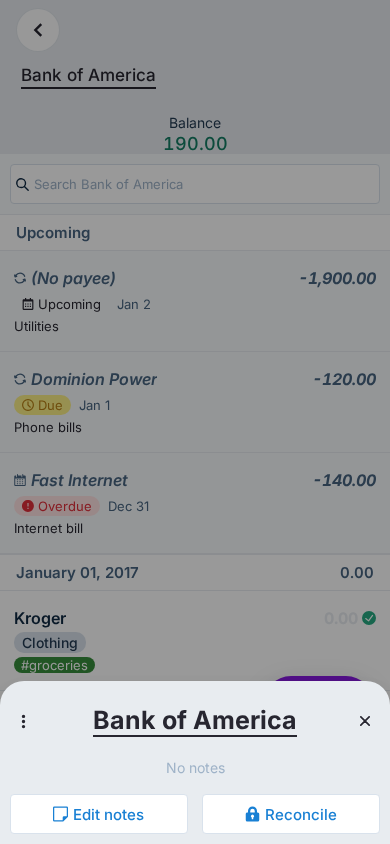 Bank of America
Balance
190.00
Search Bank of America
Upcoming
(No payee) -1,900.00
Upcoming Jan 2
Utilities
Dominion Power -120.00
Due Jan 1
Phone bills
Fast Internet -140.00
Overdue Dec 31
Internet bill
January 01, 2017 0.00
Kroger 0.00
Clothing
#groceries
Bank of America
No notes
Edit notes Reconcile